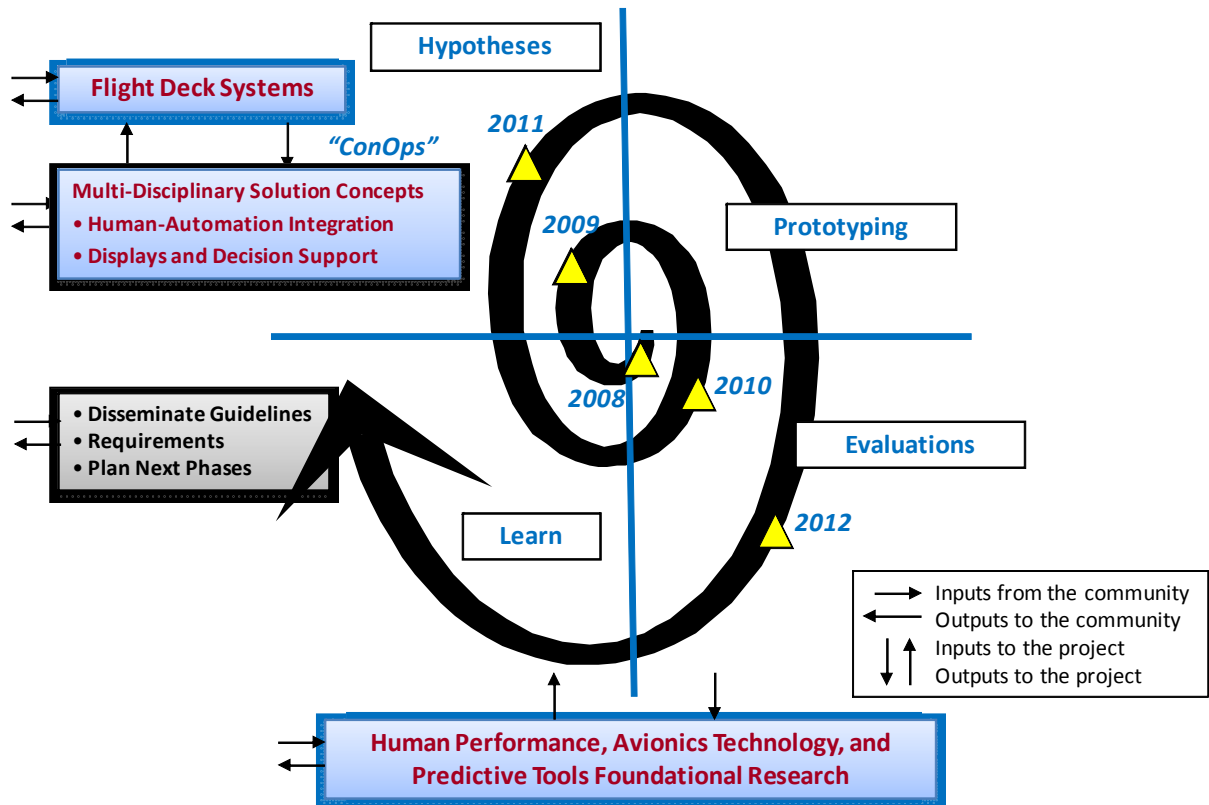 Hypotheses
Flight Deck Systems
2011
“ConOps”
Multi-Disciplinary Solution Concepts
• Human-Automation Integration
• Displays and Decision Support
2009
Prototyping
2008
2010
• Disseminate Guidelines
• Requirements
• Plan Next Phases
Evaluations
Learn
2012
Inputs from the community
Outputs to the community
Inputs to the project
Outputs to the project
Human Performance, Avionics Technology, and
Predictive Tools Foundational Research